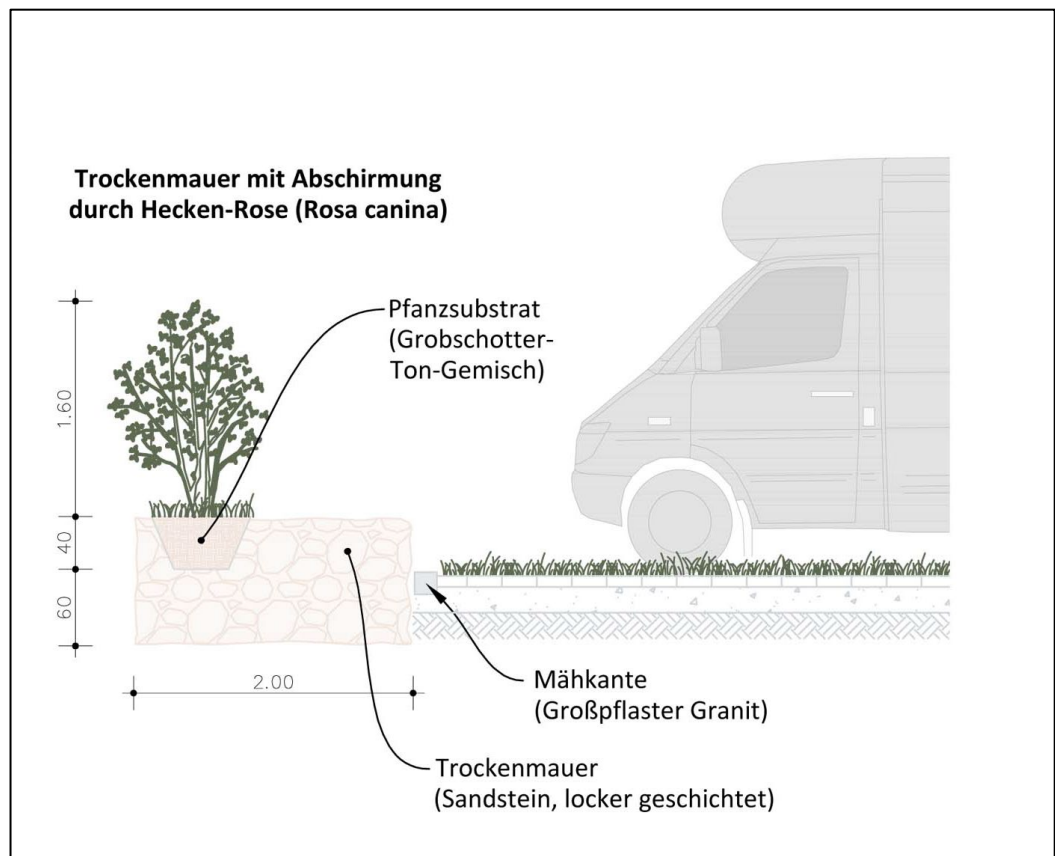 Trockenmauer mit Abschirmung
durch Hecken-Rose (Rosa canina)
Pfanzsubstrat
(Grobschotter-
Ton-Gemisch)
1.60
40
60
2.00
Mähkante
(Großpflaster Granit)
Trockenmauer
(Sandstein, locker geschichtet)